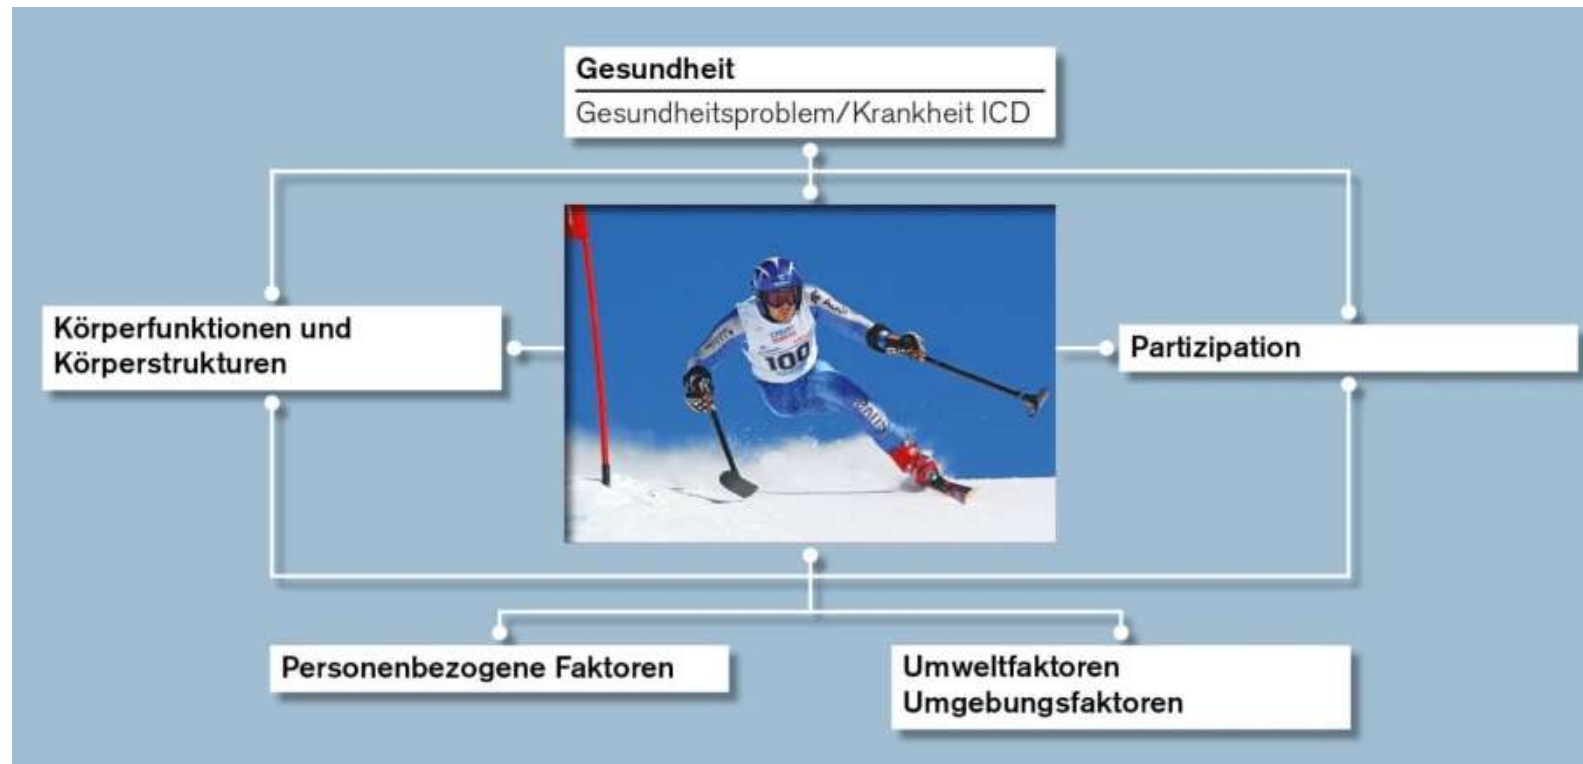 Gesundheit
Gesundheitsproblem/Krankheit ICD
Körperfunktionen und
Körperstrukturen
100
Partizipation
Personenbezogene Faktoren
Umweltfaktoren
Umgebungsfaktoren